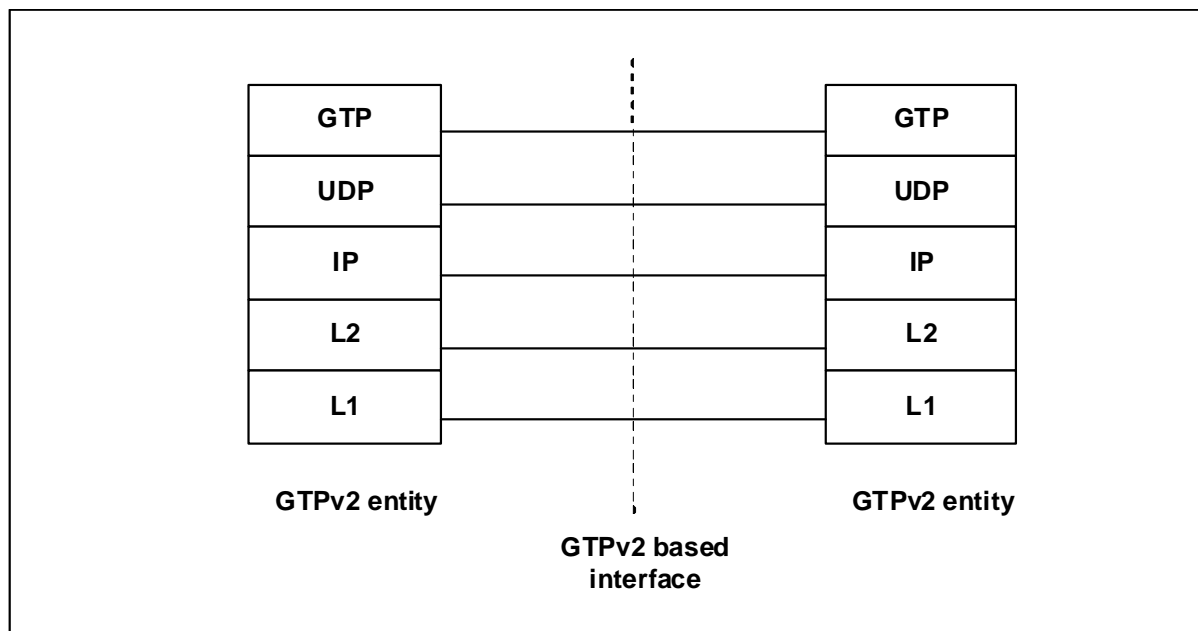 GTP
GTP
UDP
UDP
IP
IP
L2
L2
L1
L1
GTPv2 entity
GTPv2 entity
GTPv2 based
interface